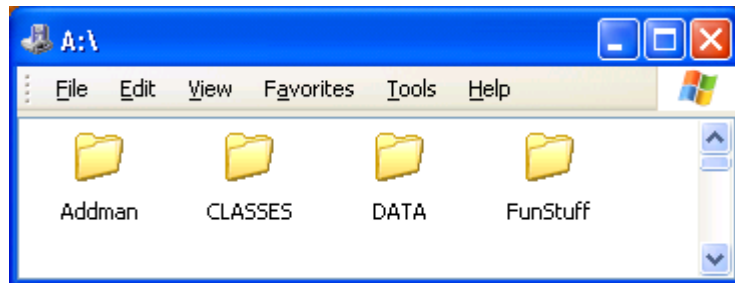 A:\
File Edit View Favorites Tools Help
Addman CLASSES DATA FunStuff